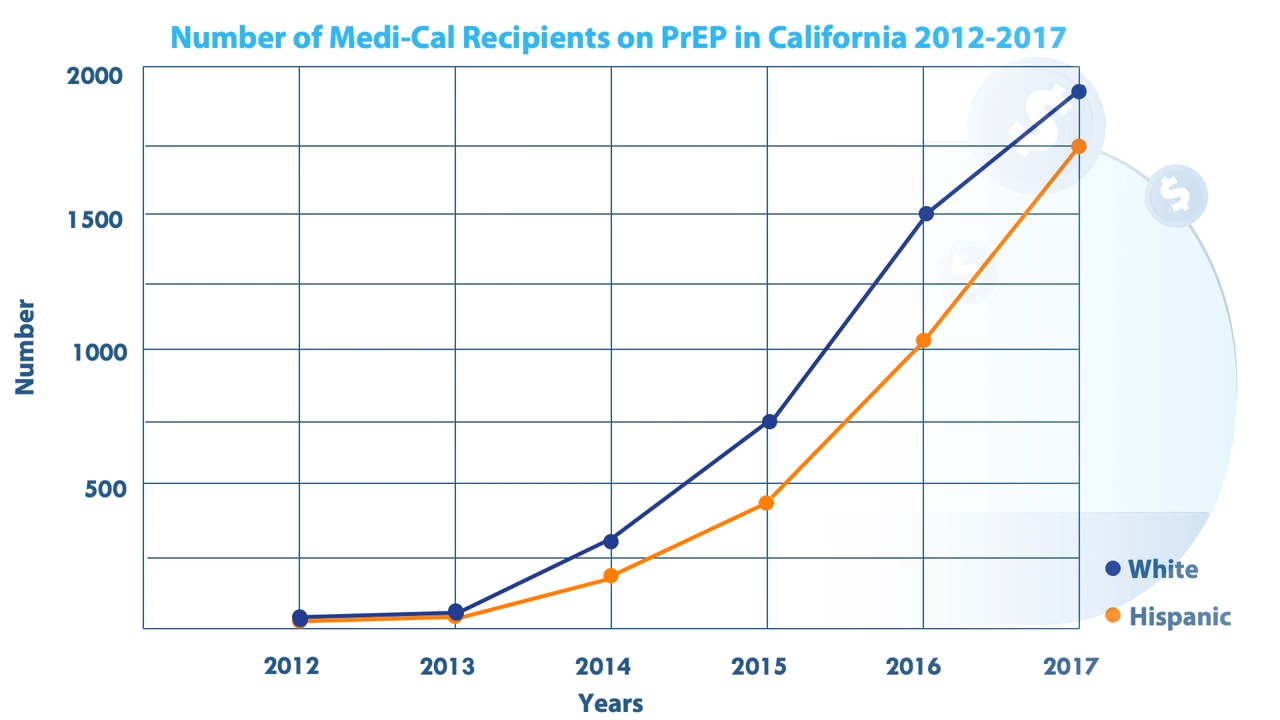 Number of Medi-Cal Recipients on PrEP in California 2012-2017
2000
1500
1000
500
Number
2012 2013 2014 2015 2016 2017
Years
White
Hispanic
$
$
$